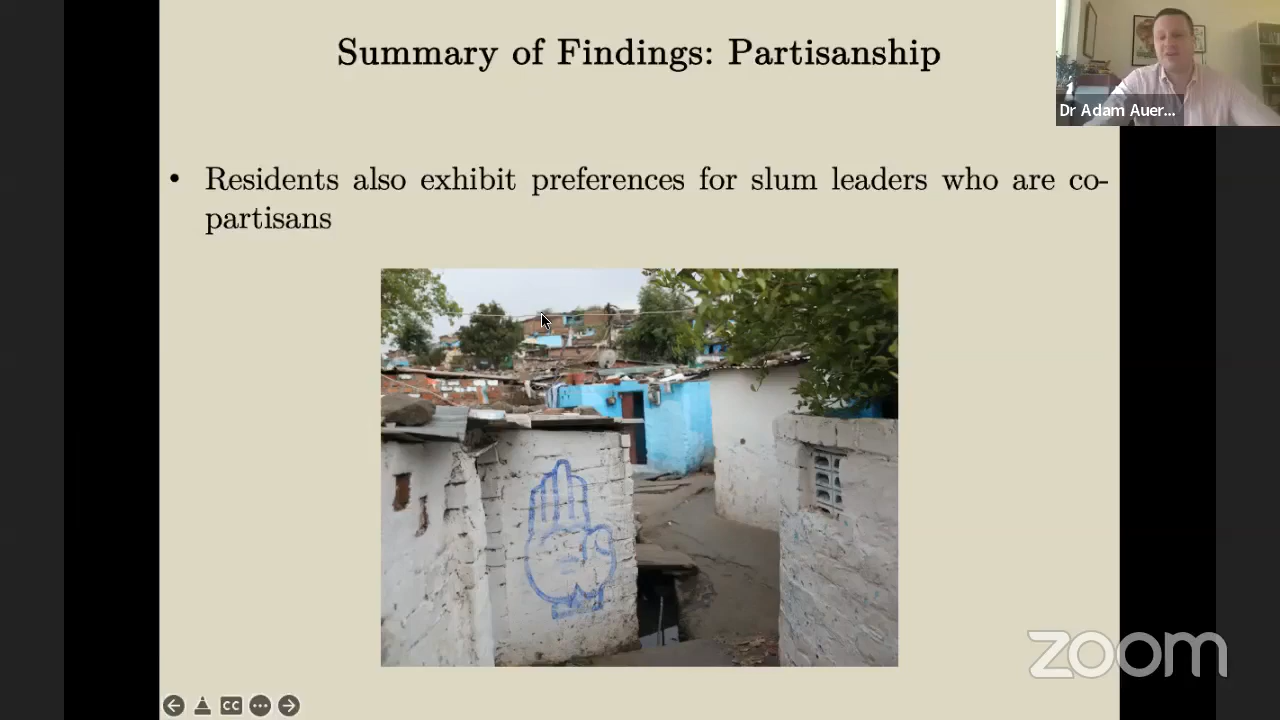 Summary of Findings: Partisanship
Dr Adam Auer...
• Residents also exhibit preferences for slum leaders who are co-
partisans
CC
zoom